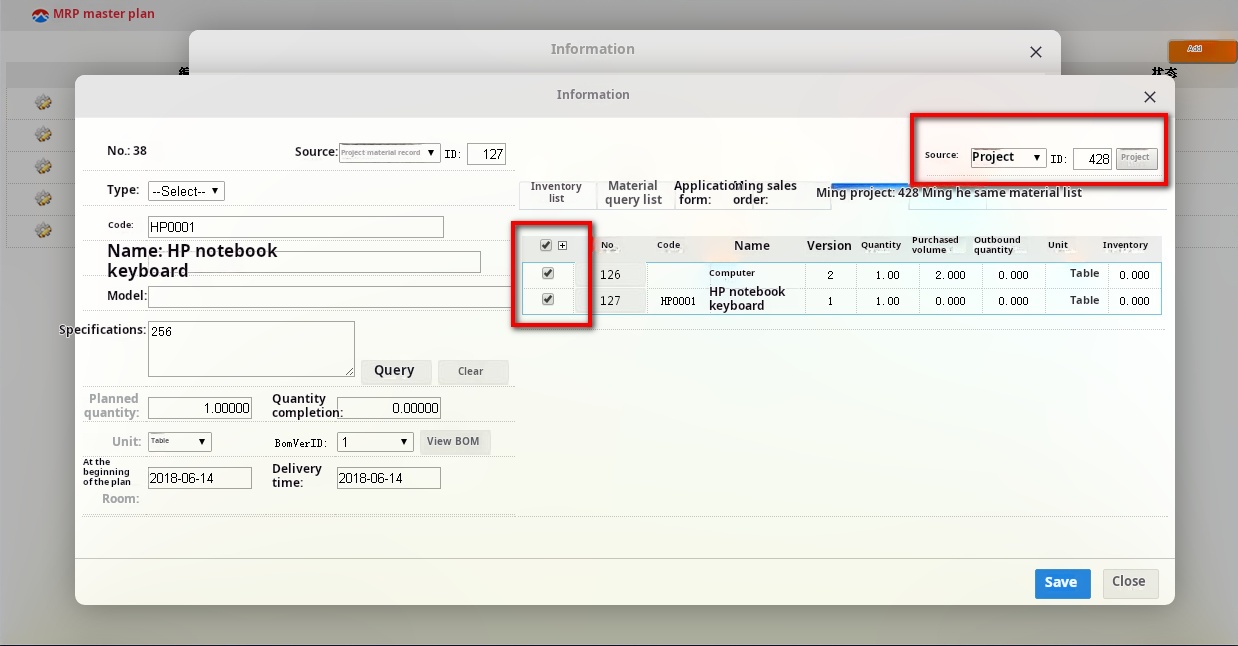 MRP master plan
Information
Add
状态
Information
No.: 38
Source: Project material record ID: 127
Source: Project ID: 428 Project
Type: --Select--
Inventory list
Material query list
Application form:
Ming sales order:
Ming project: 428 Ming he same material list
Code: HP0001
Name: HP notebook keyboard
No. Code Name Version Quantity Purchased volume Outbound quantity Unit Inventory
126 Computer 2 1.00 2.000 0.000 Table 0.000
127 HP0001 HP notebook keyboard 1 1.00 0.000 0.000 Table 0.000
Model:
Specifications: 256
Query Clear
Planned quantity: 1.00000 Quantity completion: 0.00000
Unit: Table BomVerID: 1 View BOM
At the beginning of the plan 2018-06-14 Delivery time: 2018-06-14
Room:
Save Close